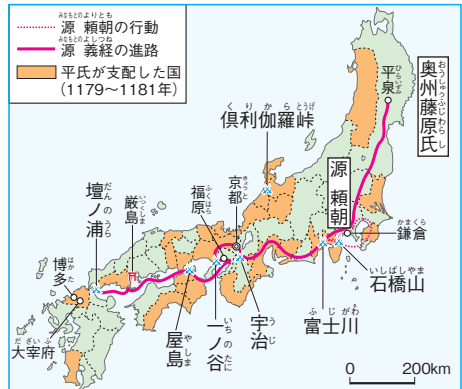 みなもとのよりとも
源 頼朝の行動
みなもとのよしつね
源 義経の進路
平氏が支配した国
(1179〜1181年)
おうしゅうふじわらし
奥州藤原氏
ひらいずみ
平泉
くりからとうげ
倶利伽羅峠
源 頼朝
かまくら
鎌倉
いしばしやま
石橋山
ふじがわ
富士川
きょうと
京都
ふくはら
福原
うじ
宇治
いちのたに
一ノ谷
やしま
屋島
いつくしま
厳島
だんのうら
壇ノ浦
はかた
博多
だざいふ
大宰府
0 200km